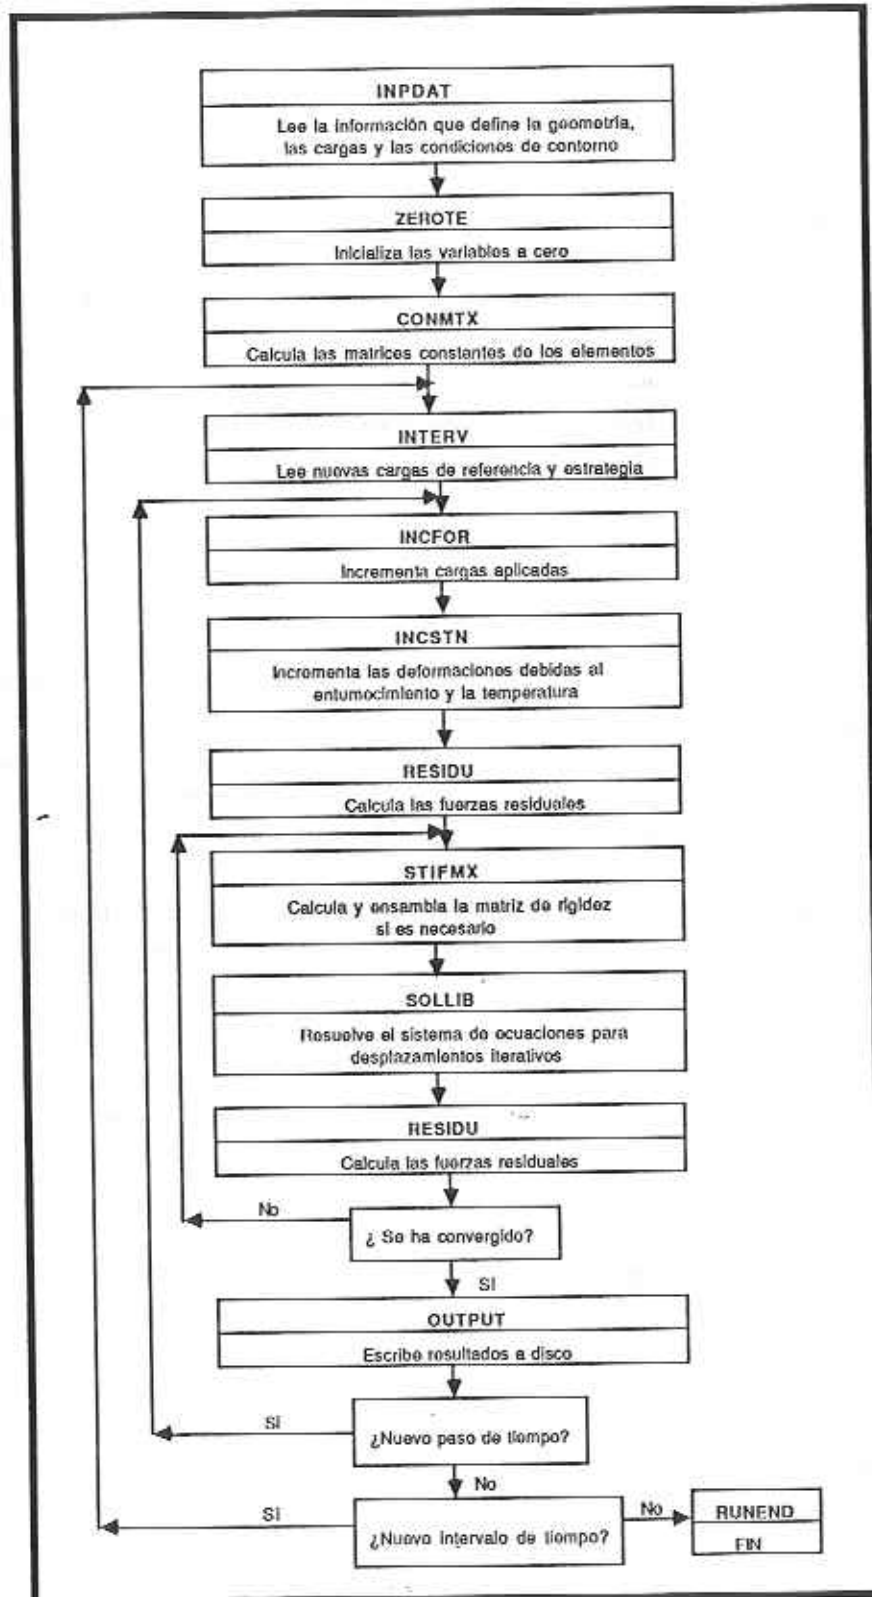 INPDAT
Lee la información que define la geometría,
las cargas y las condiciones de contorno
ZEROTE
Inicializa las variables a cero
CONMTX
Calcula las matrices constantes de los elementos
INTERV
Lee nuevas cargas de referencia y estrategia
INCFOR
Incrementa cargas aplicadas
INCSTN
Incrementa las deformaciones debidas al
entumocimiento y la temperatura
RESIDU
Calcula las fuerzas residuales
STIFMX
Calcula y ensambla la matriz de rigidez
si es necesario
SOLLIB
Resuelve el sistema de ecuaciones para
desplazamientos iterativos
RESIDU
Calcula las fuerzas residuales
No
¿ Se ha convergido?
SI
OUTPUT
Escribe resultados a disco
SI
¿Nuevo paso de tiempo?
No
SI
¿Nuevo intervalo de tiempo?
No
RUNEND
FIN